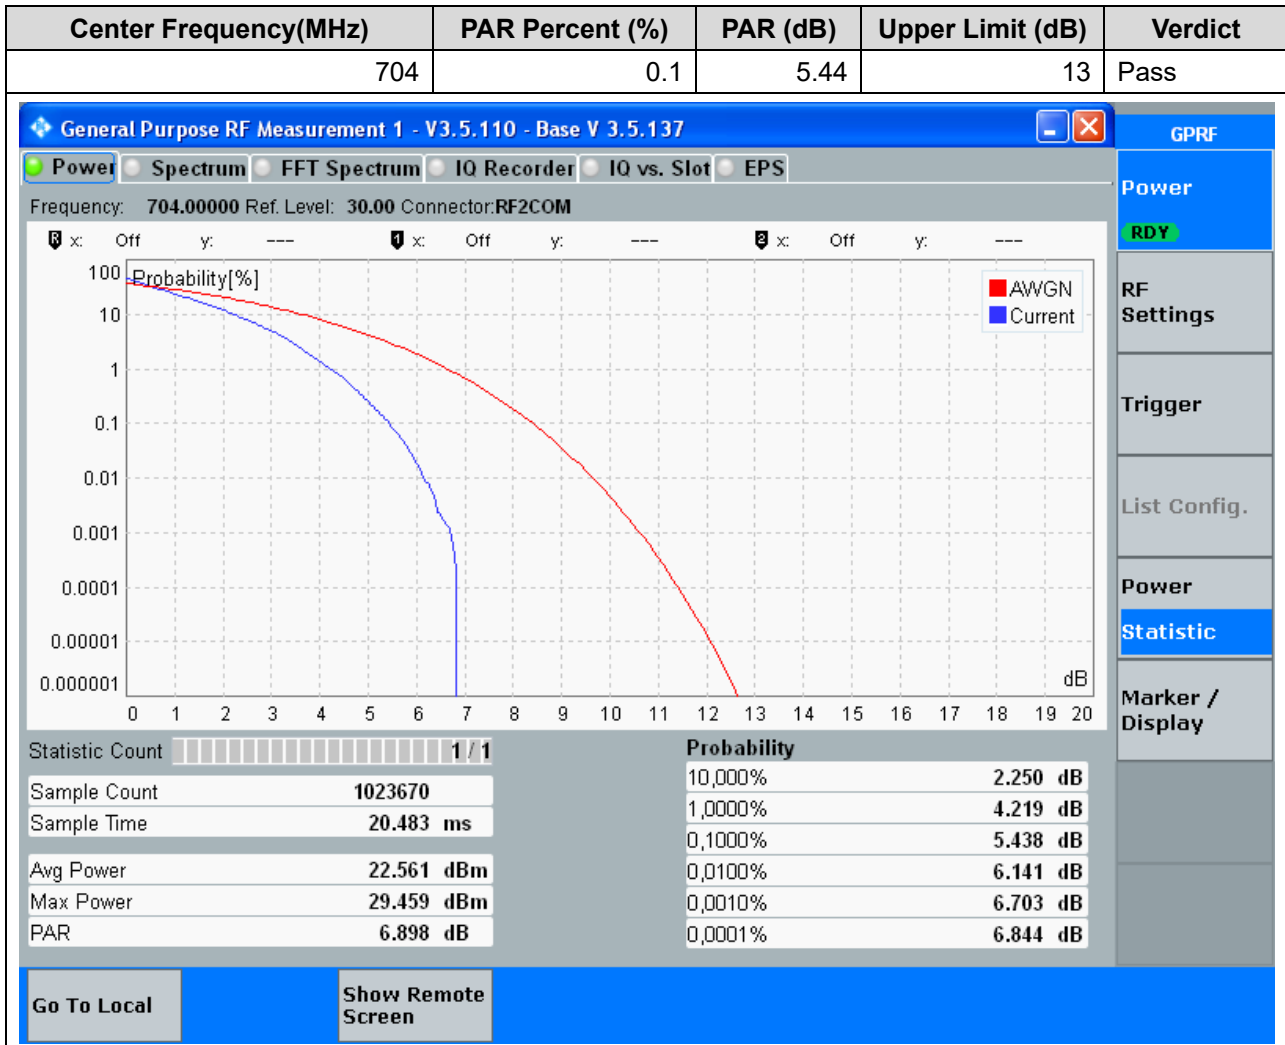 Center Frequency(MHz) PAR Percent (%) PAR (dB) Upper Limit (dB) Verdict
704 0.1 5.44 13 Pass
General Purpose RF Measurement 1 - V3.5.110 - Base V 3.5.137
GPRF
Power Spectrum FFT Spectrum IQ Recorder IQ vs. Slot EPS
Power
RDY
Frequency: 704.00000 Ref. Level: 30.00 Connector:RF2COM
R x: Off y: --- 1 x: Off y: --- 2 x: Off y: ---
Probability[%]
AWGN
Current
100
10
1
0.1
0.01
0.001
0.0001
0.00001
0.000001
dB
0 1 2 3 4 5 6 7 8 9 10 11 12 13 14 15 16 17 18 19 20
RF
Settings
Trigger
List Config.
Power
Statistic
Marker /
Display
Statistic Count 1 / 1
Sample Count 1023670
Sample Time 20.483 ms
Avg Power 22.561 dBm
Max Power 29.459 dBm
PAR 6.898 dB
Probability
10,000% 2.250 dB
1,0000% 4.219 dB
0,1000% 5.438 dB
0,0100% 6.141 dB
0,0010% 6.703 dB
0,0001% 6.844 dB
Go To Local
Show Remote
Screen